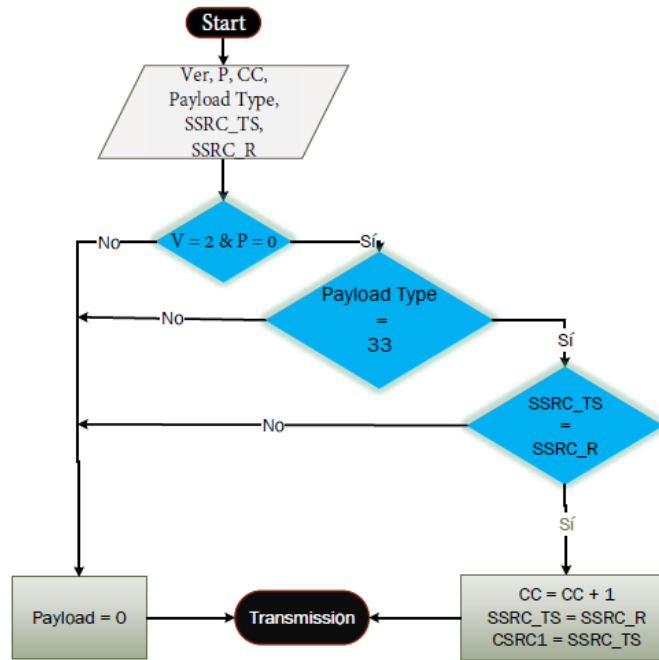 Start
Ver, P, CC,
Payload Type,
SSRC_TS,
SSRC_R
V = 2 & P = 0
No
Sí
Payload Type
=
33
No
Sí
SSRC_TS
=
SSRC_R
No
Sí
Payload = 0
Transmissión
CC = CC + 1
SSRC_TS = SSRC_R
CSRC1 = SSRC_TS